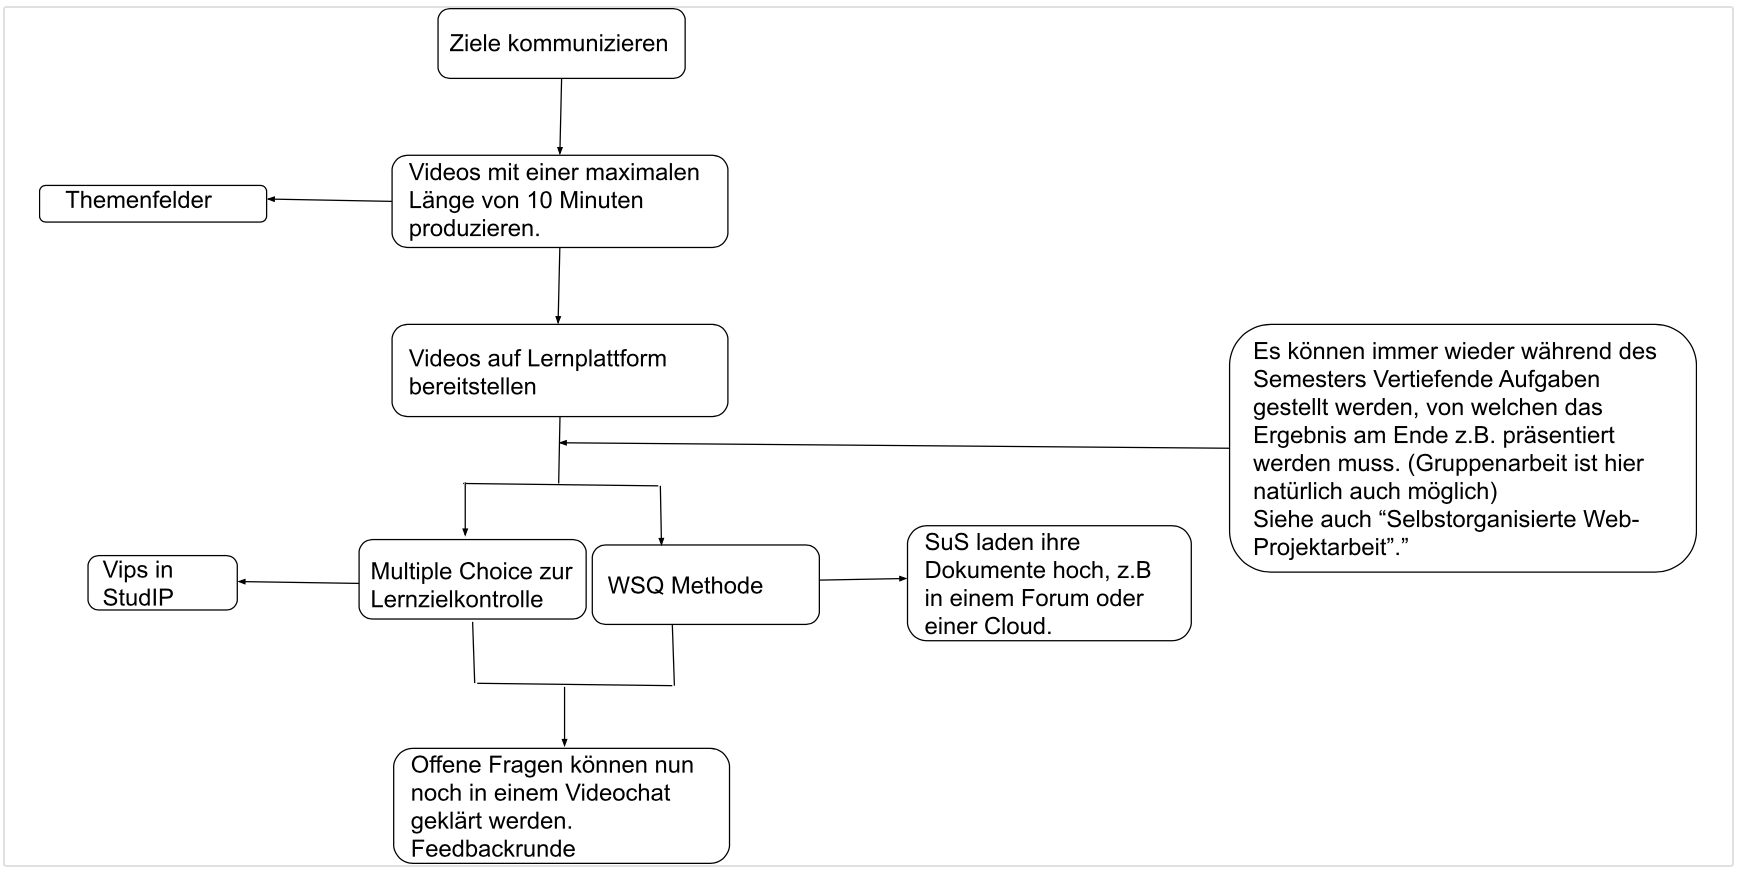 Ziele kommunizieren
Themenfelder
Videos mit einer maximalen
Länge von 10 Minuten
produzieren.
Videos auf Lernplattform
bereitstellen
Es können immer wieder während des
Semesters Vertiefende Aufgaben
gestellt werden, von welchen das
Ergebnis am Ende z.B. präsentiert
werden muss. (Gruppenarbeit ist hier
natürlich auch möglich)
Siehe auch “Selbstorganisierte Web-
Projektarbeit”.”
Vips in
StudIP
Multiple Choice zur
Lernzielkontrolle
WSQ Methode
SuS laden ihre
Dokumente hoch, z.B
in einem Forum oder
einer Cloud.
Offene Fragen können nun
noch in einem Videochat
geklärt werden.
Feedbackrunde